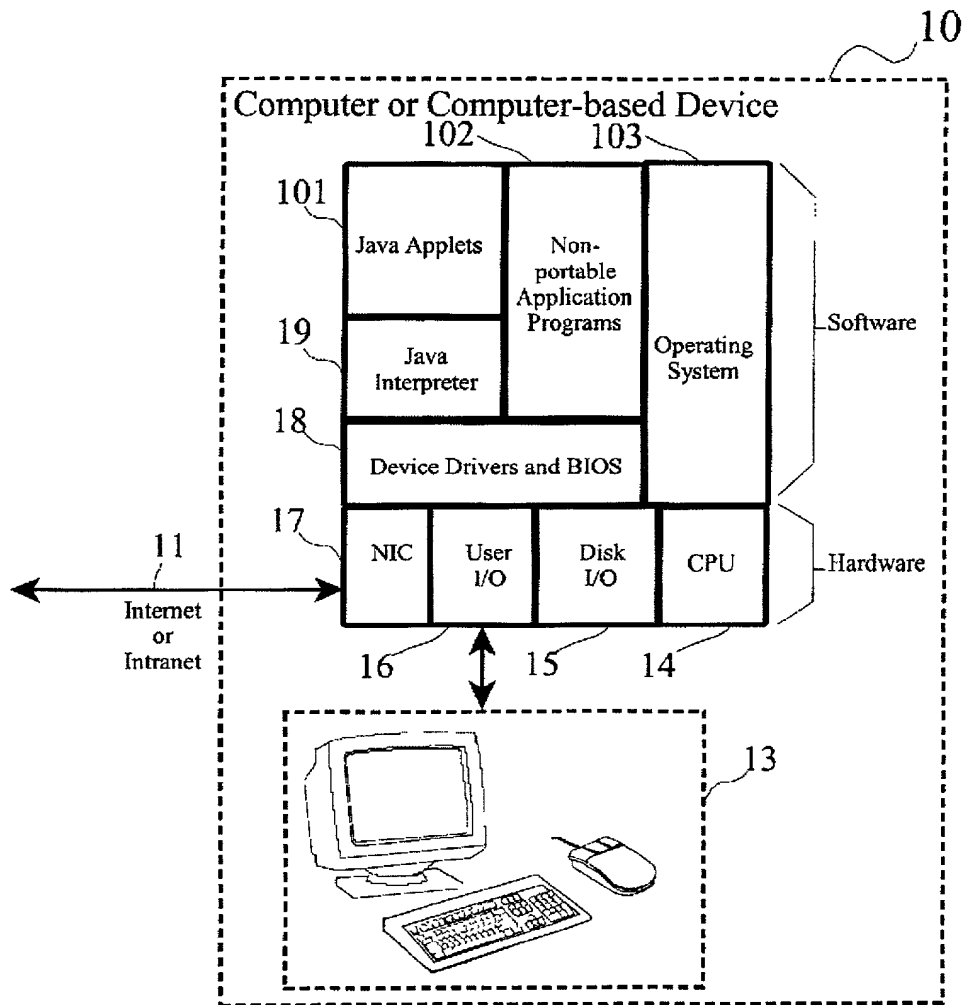 10
Computer or Computer-based Device
102
103
101
Java Applets
Non-
portable
Application
Programs
Software
19
Java
Interpreter
Operating
System
18
Device Drivers and BIOS
17
11
NIC
User
I/O
Disk
I/O
CPU
Hardware
Internet
or
Intranet
16
15
14
13